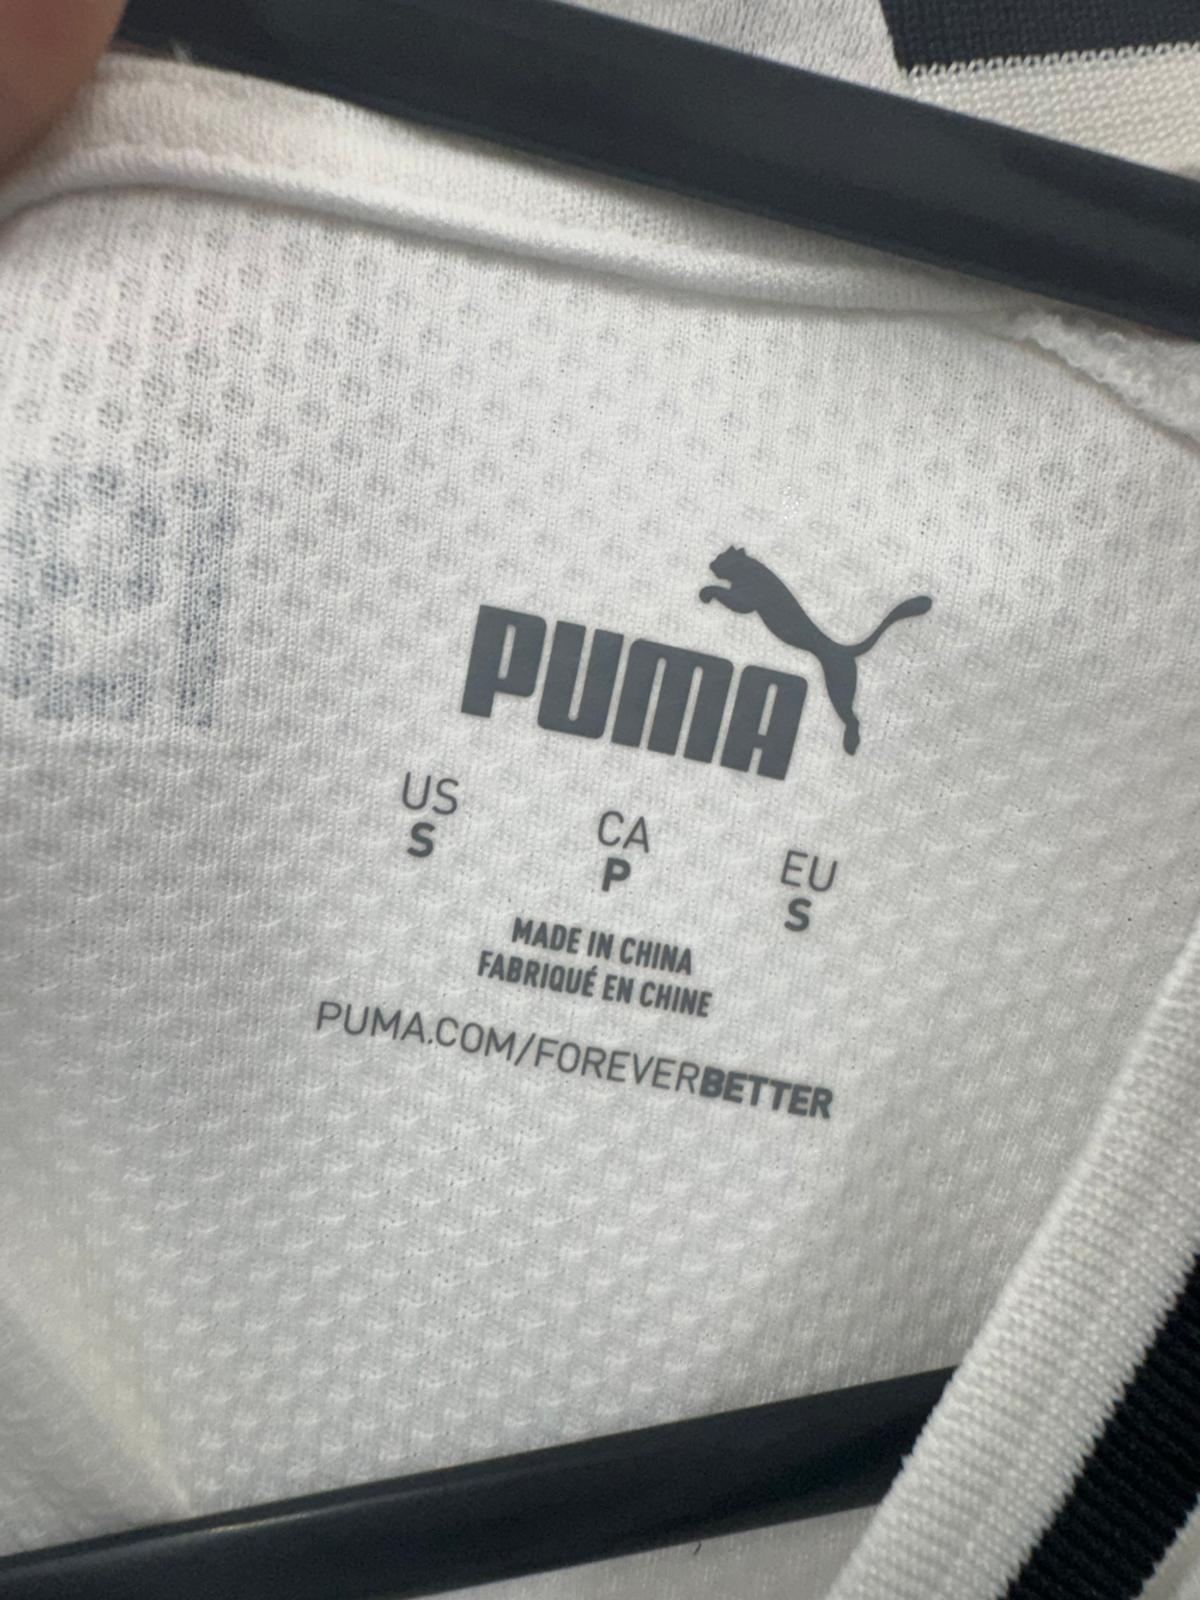 PUMA
US CA EU
S P S
MADE IN CHINA
FABRIQUÉ EN CHINE
PUMA.COM/FOREVERBETTER